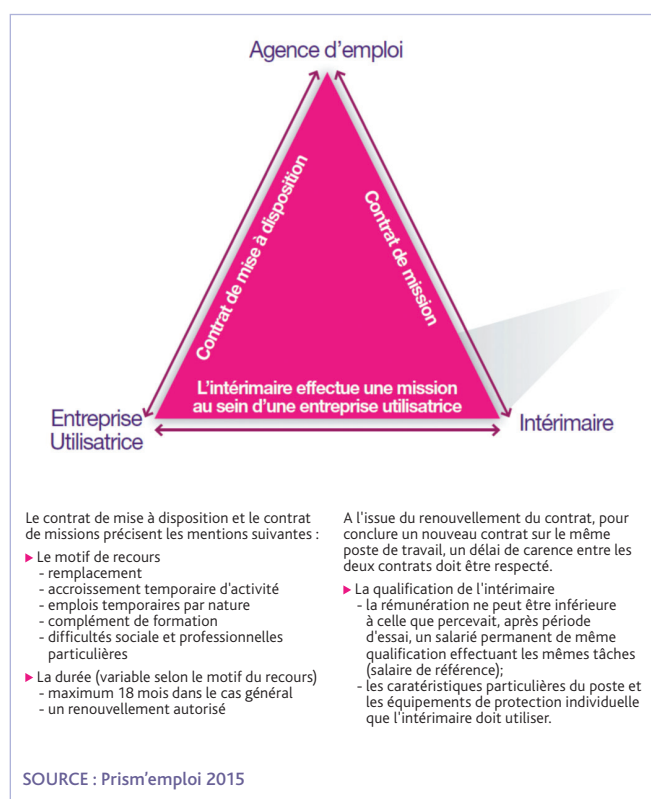 Agence d'emploi
Contrat de mise à disposition
Contrat de mission
L'intérimaire effectue une mission
au sein d'une entreprise utilisatrice
Entreprise
Utilisatrice
Intérimaire
Le contrat de mise à disposition et le contrat
de missions précisent les mentions suivantes :
▶ Le motif de recours
- remplacement
- accroissement temporaire d'activité
- emplois temporaires par nature
- complément de formation
- difficultés sociale et professionnelles
particulières
▶ La durée (variable selon le motif du recours)
- maximum 18 mois dans le cas général
- un renouvellement autorisé
A l'issue du renouvellement du contrat, pour
conclure un nouveau contrat sur le même
poste de travail, un délai de carence entre les
deux contrats doit être respecté.
▶ La qualification de l'intérimaire
- la rémunération ne peut être inférieure
à celle que percevait, après période
d'essai, un salarié permanent de même
qualification effectuant les mêmes tâches
(salaire de référence);
- les caratéristiques particulières du poste et
les équipements de protection individuelle
que l'intérimaire doit utiliser.
SOURCE : Prism'emploi 2015